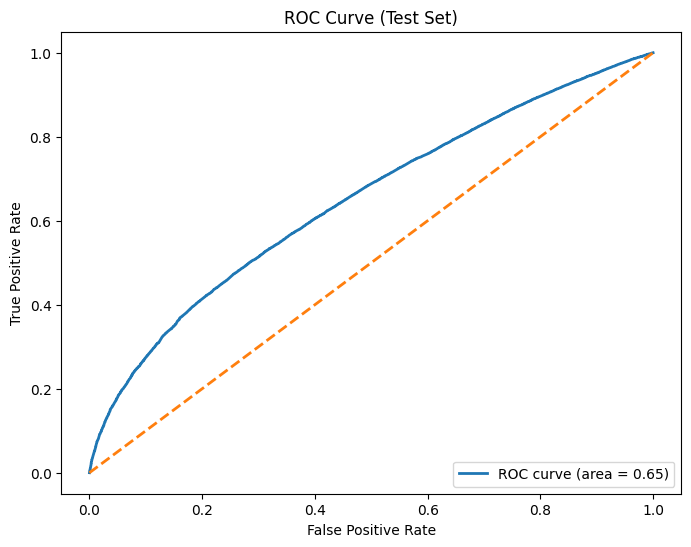 ROC Curve (Test Set)
True Positive Rate
1.0
0.8
0.6
0.4
0.2
0.0
ROC curve (area = 0.65)
0.0 0.2 0.4 0.6 0.8 1.0
False Positive Rate